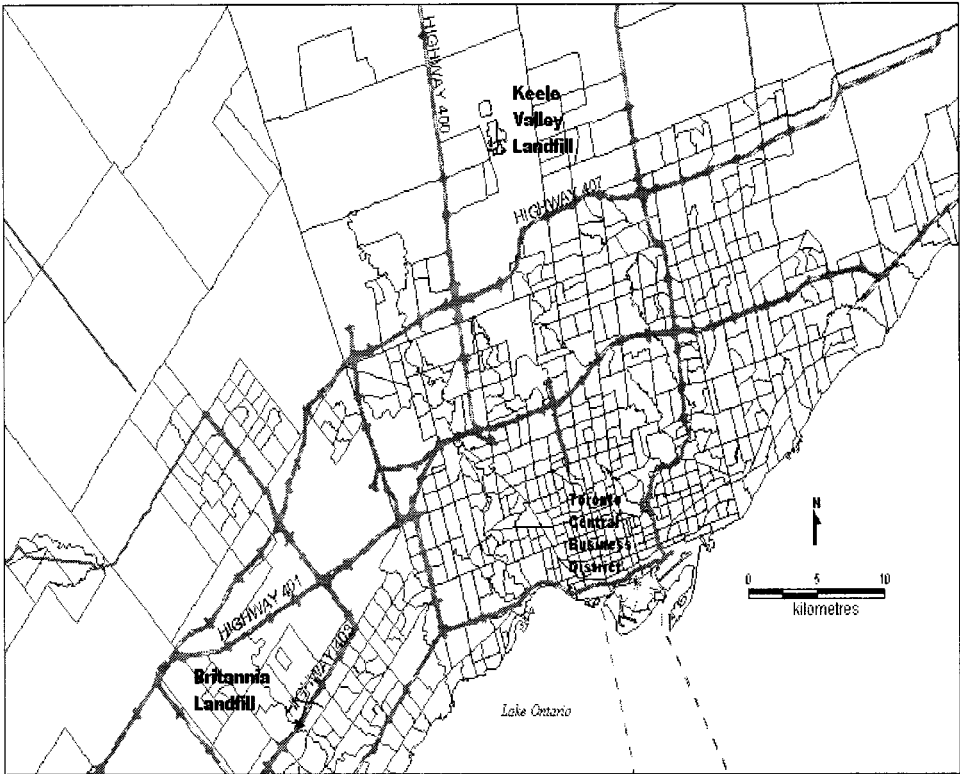 HIGHWAY 400
Keele
Valley
Landfill
HIGHWAY 407
Toronto
Central
Business
District
N
0 5 10
kilometres
HIGHWAY 401
HIGHWAY 403
Britannia
Landfill
Lake Ontario